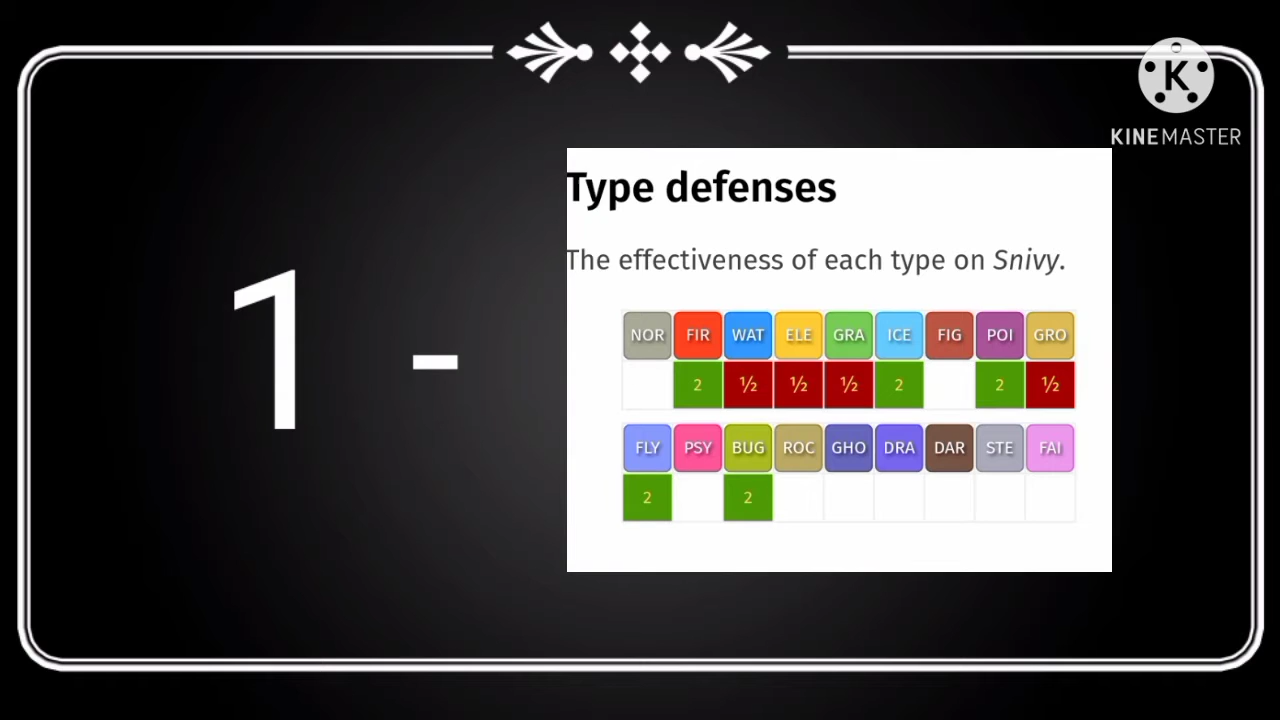 K
KINEMASTER
1 -
Type defenses
The effectiveness of each type on Snivy.
NOR FIR WAT ELE GRA ICE FIG POI GRO
2 ½ ½ ½ 2 2 ½
FLY PSY BUG ROC GHO DRA DAR STE FAI
2 2